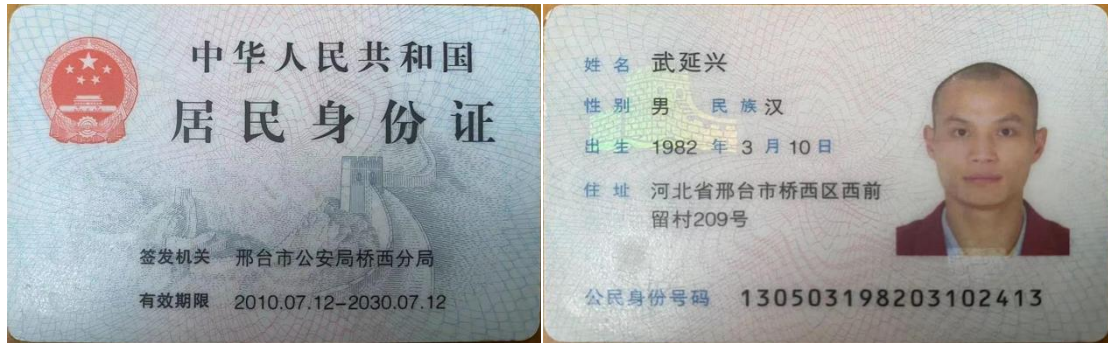 中华人民共和国
居民身份证
签发机关 邢台市公安局桥西分局
有效期限 2010.07.12-2030.07.12
姓名 武延兴
性别 男 民族 汉
出生 1982 年 3 月 10 日
住址 河北省邢台市桥西区西前
留村209号
公民身份号码 130503198203102413